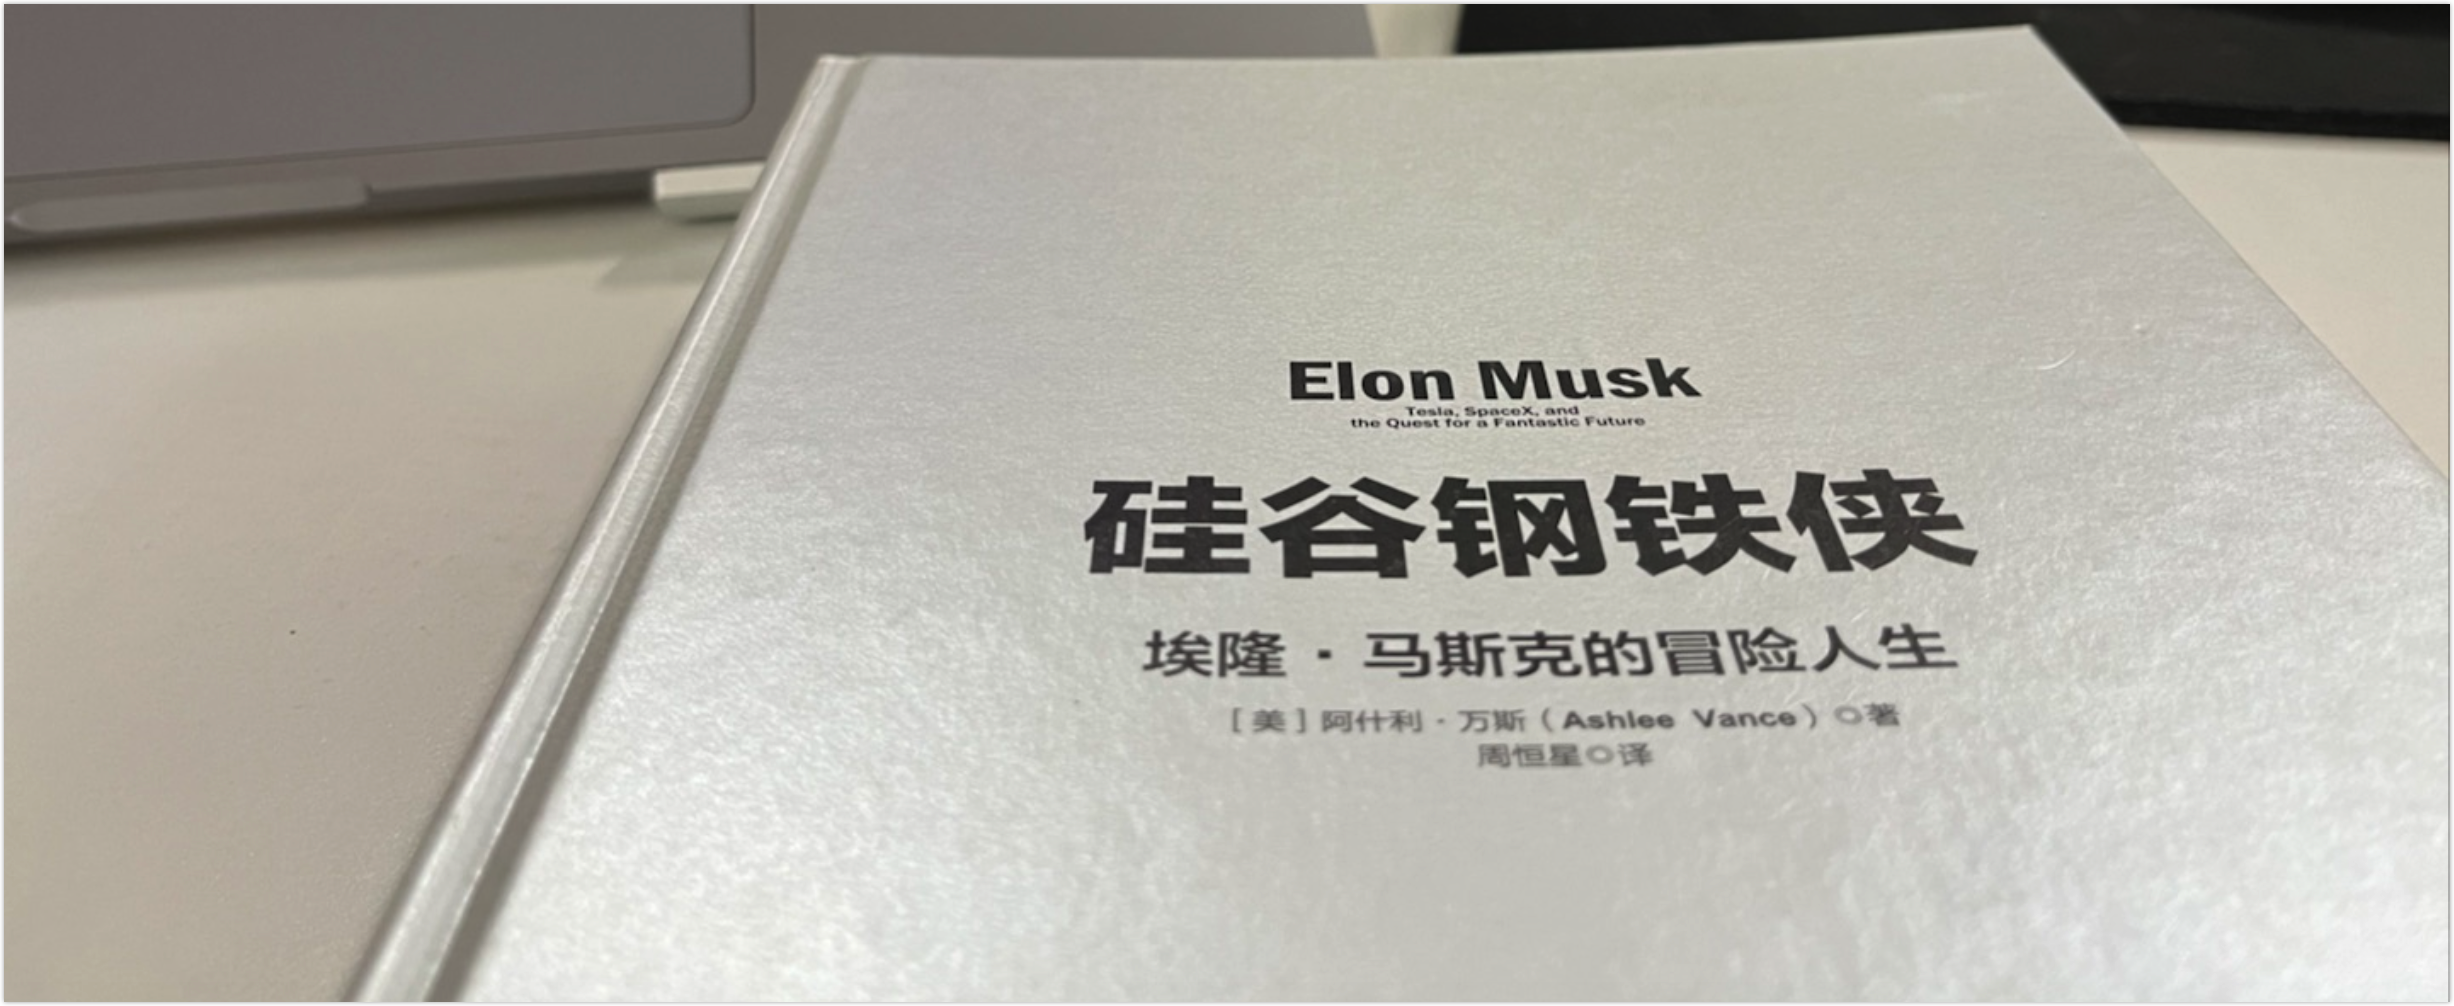 Elon Musk
Tesla, SpaceX, and
the Quest for a Fantastic Future
硅谷钢铁侠
埃隆·马斯克的冒险人生
[美]阿什利·万斯（Ashlee Vance）◎著
周恒星◎译